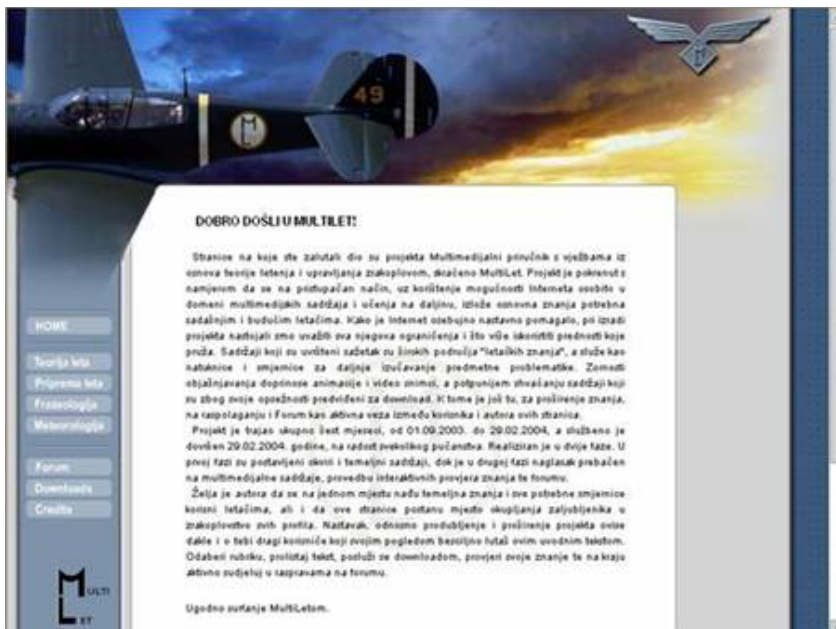 49
M
DOBRO DOŠLI U MULTILET!
Stranice na koje ste zalutali dio su projekta Multimedijalni priručnik s vježbama iz
osnova teorije letenja i upravljanja zrakoplovom, skraćeno MultiLet. Projekt je pokrenut s
namjerom da se na pristupačan način, uz korištenje mogućnosti Interneta osobito u
domeni multimedijskih sadržaja i učenja na daljinu, izlože osnovna znanja potrebna
sadašnjim i budućim letačima. Kako je Internet osebujno nastavno pomagalo, pri izradi
projekta nastojali smo uvažiti sva njegova ograničenja i što više iskoristiti prednosti koje
pruža. Sadržaji koji su uvršteni sažetak su širokih područja "letačkih znanja", a služe kao
natuknice i smjernice za daljnje izučavanje predmetne problematike. Zornosti
objašnjavanja doprinose animacije i video snimci, a potpunijem shvaćanju sadržaji koji
su zbog svoje opsežnosti predviđeni za download. K tome je još tu, za proširenje znanja,
na raspolaganju i Forum kao aktivna veza između korisnika i autora ovih stranica.
Projekt je trajao ukupno šest mjeseci, od 01.09.2003. do 29.02.2004, a službeno je
dovršen 29.02.2004. godine, na radost svekolikog pučanstva. Realiziran je u dvije faze. U
prvoj fazi su postavljeni okviri i temeljni sadržaji, dok je u drugoj fazi naglasak prebačen
na multimedijalne sadržaje, provedbu interaktivnih provjera znanja te forumu.
Želja je autora da se na jednom mjestu nađu temeljna znanja i sve potrebne smjernice
korisni letačima, ali i da ove stranice postanu mjesto okupljanja zaljubljenika u
zrakoplovstvo svih profila. Nastavak, odnosno produbljenje i proširenje projekta ovise
dakle i o tebi dragi korisniče koji svojim pogledom besciljno lutaš ovim uvodnim tekstom.
Odaberi rubriku, prolistaj tekst, posluži se downloadom, provjeri svoje znanje te na kraju
aktivno sudjeluj u raspravama na forumu.
Ugodno surfanje MultiLetom.
HOME
Teorija leta
Priprema leta
Frazeologija
Meteorologija
Forum
Downloads
Credits
MULTI
LET